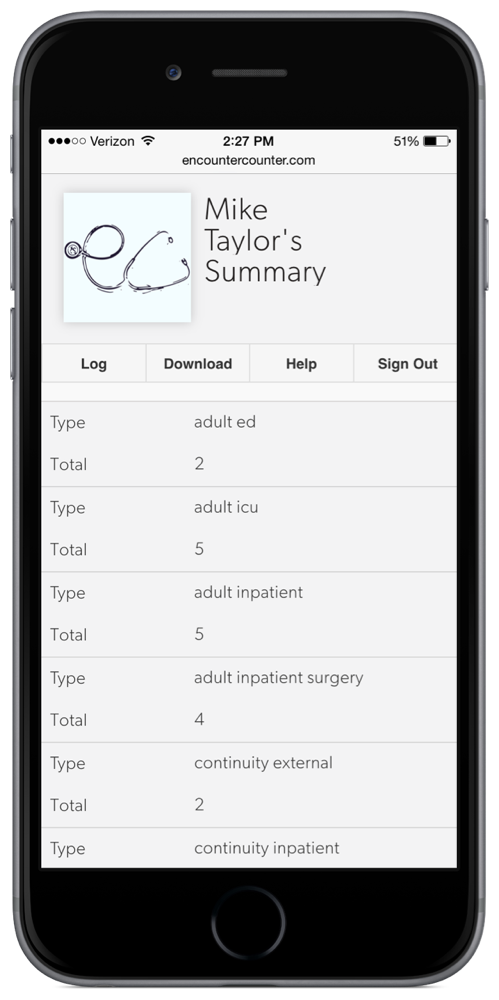 Verizon 2:27 PM 51%
encountercounter.com
Mike
Taylor's
Summary
Log Download Help Sign Out
Type adult ed
Total 2
Type adult icu
Total 5
Type adult inpatient
Total 5
Type adult inpatient surgery
Total 4
Type continuity external
Total 2
Type continuity inpatient